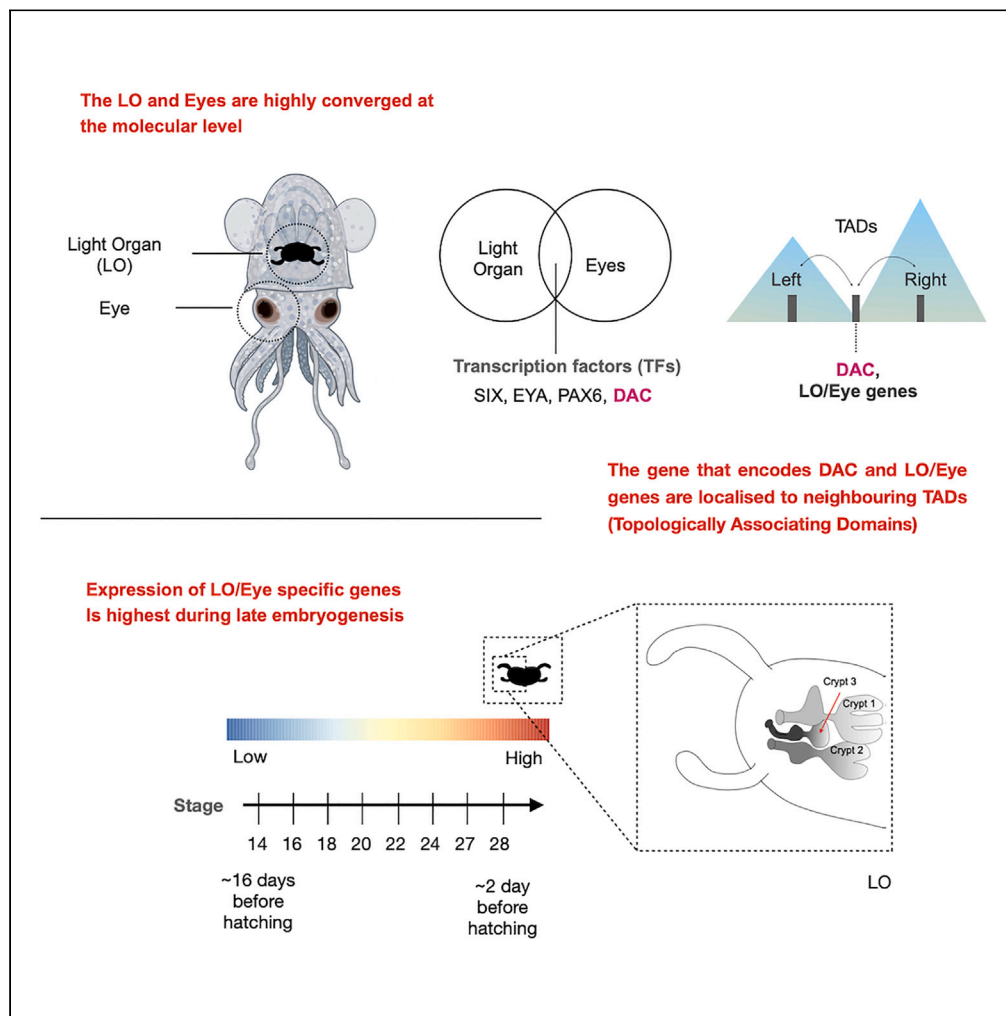 The LO and Eyes are highly converged at
the molecular level
Light Organ
(LO)
Eye
Light
Organ
Eyes
Transcription factors (TFs)
SIX, EYA, PAX6, DAC
TADs
Left
Right
DAC,
LO/Eye genes
The gene that encodes DAC and LO/Eye
genes are localised to neighbouring TADs
(Topologically Associating Domains)
Expression of LO/Eye specific genes
Is highest during late embryogenesis
Low
High
Stage
14 16 18 20 22 24 27 28
~16 days
before
hatching
~2 day
before
hatching
Crypt 3
Crypt 1
Crypt 2
LO